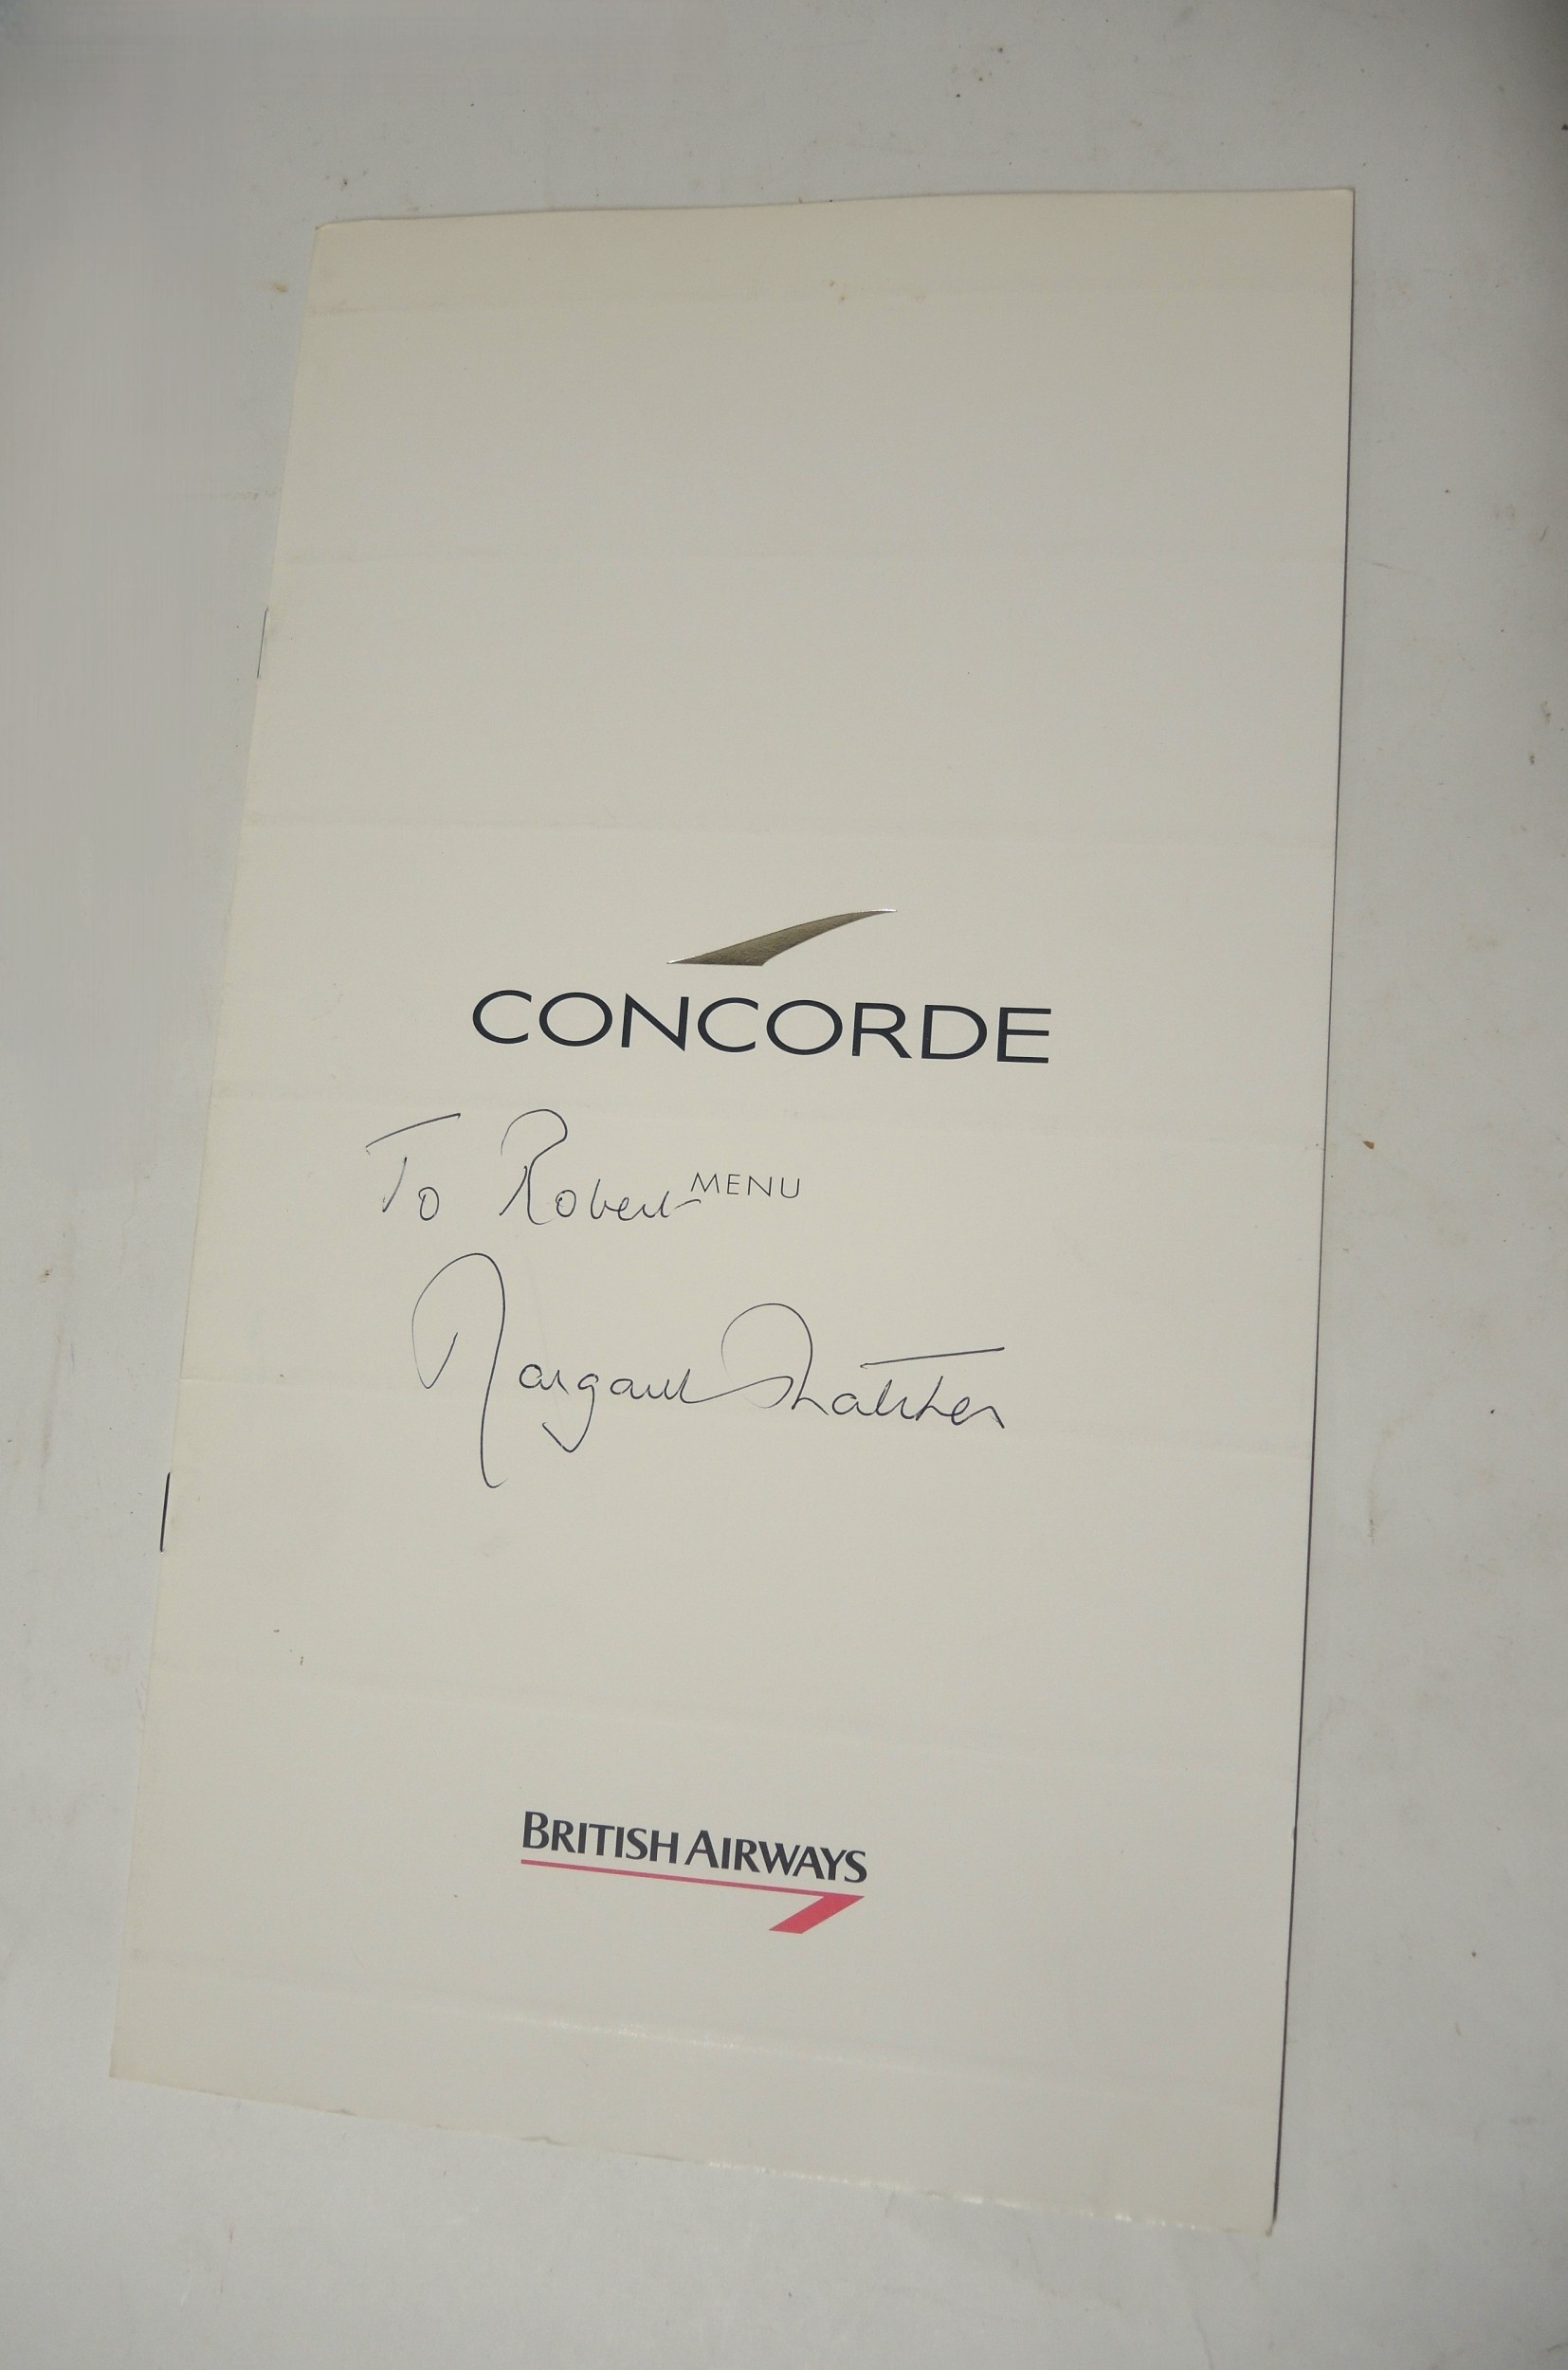 CONCORDE
To Robert MENU
Margaret Thatcher
BRITISH AIRWAYS